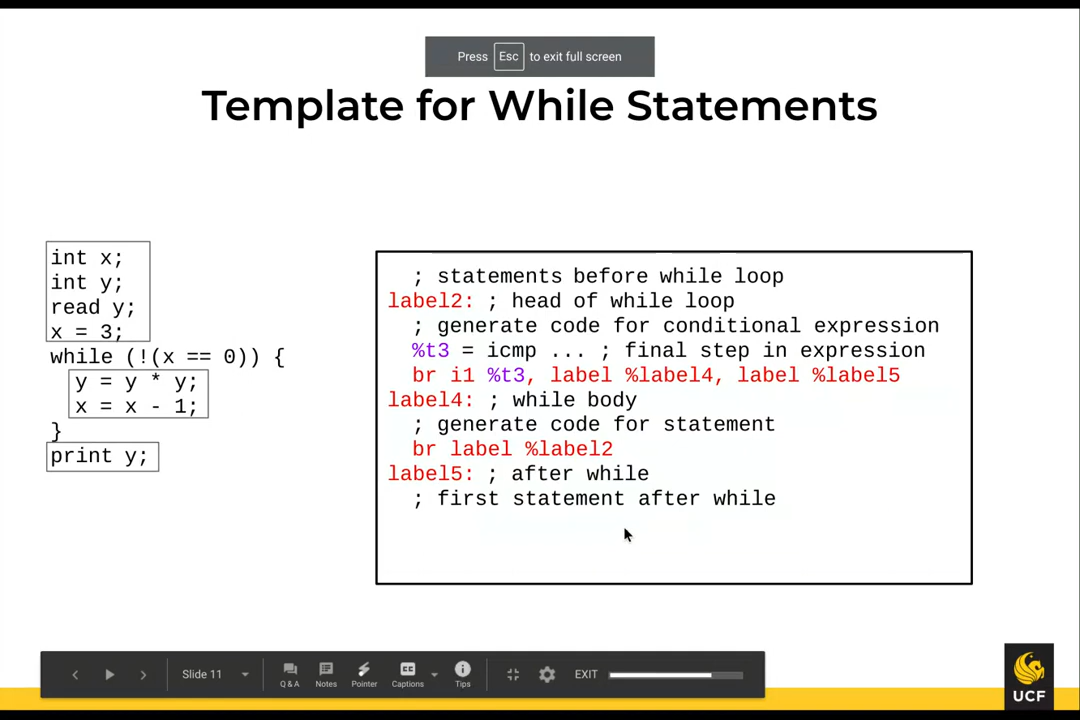 Press Esc to exit full screen
Template for While Statements
int x;
int y;
read y;
x = 3;
while (!(x == 0)) {
y = y * y;
x = x - 1;
}
print y;
; statements before while loop
label2: ; head of while loop
; generate code for conditional expression
%t3 = icmp ... ; final step in expression
br i1 %t3, label %label4, label %label5
label4: ; while body
; generate code for statement
br label %label2
label5: ; after while
; first statement after while
Slide 11
Q & A
Notes
Pointer
CC
Captions
Tips
EXIT
UCF